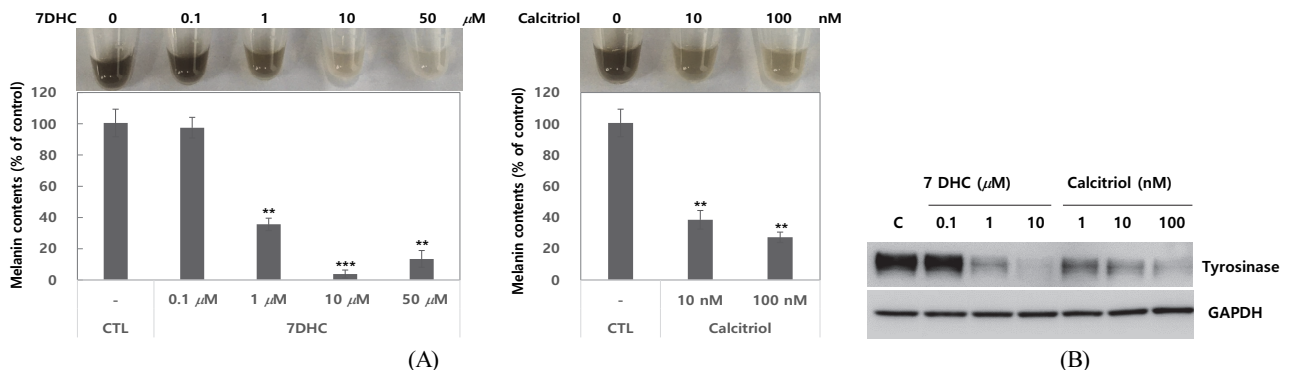 7DHC 0 0.1 1 10 50 μM
Melanin contents (% of control)
120
100
80
60
40
20
0
** *** **
- 0.1 μM 1 μM 10 μM 50 μM
CTL 7DHC
Calcitriol 0 10 100 nM
Melanin contents (% of control)
120
100
80
60
40
20
0
** **
- 10 nM 100 nM
CTL Calcitriol
(A)
7 DHC (μM) Calcitriol (nM)
C 0.1 1 10 1 10 100
Tyrosinase
GAPDH
(B)